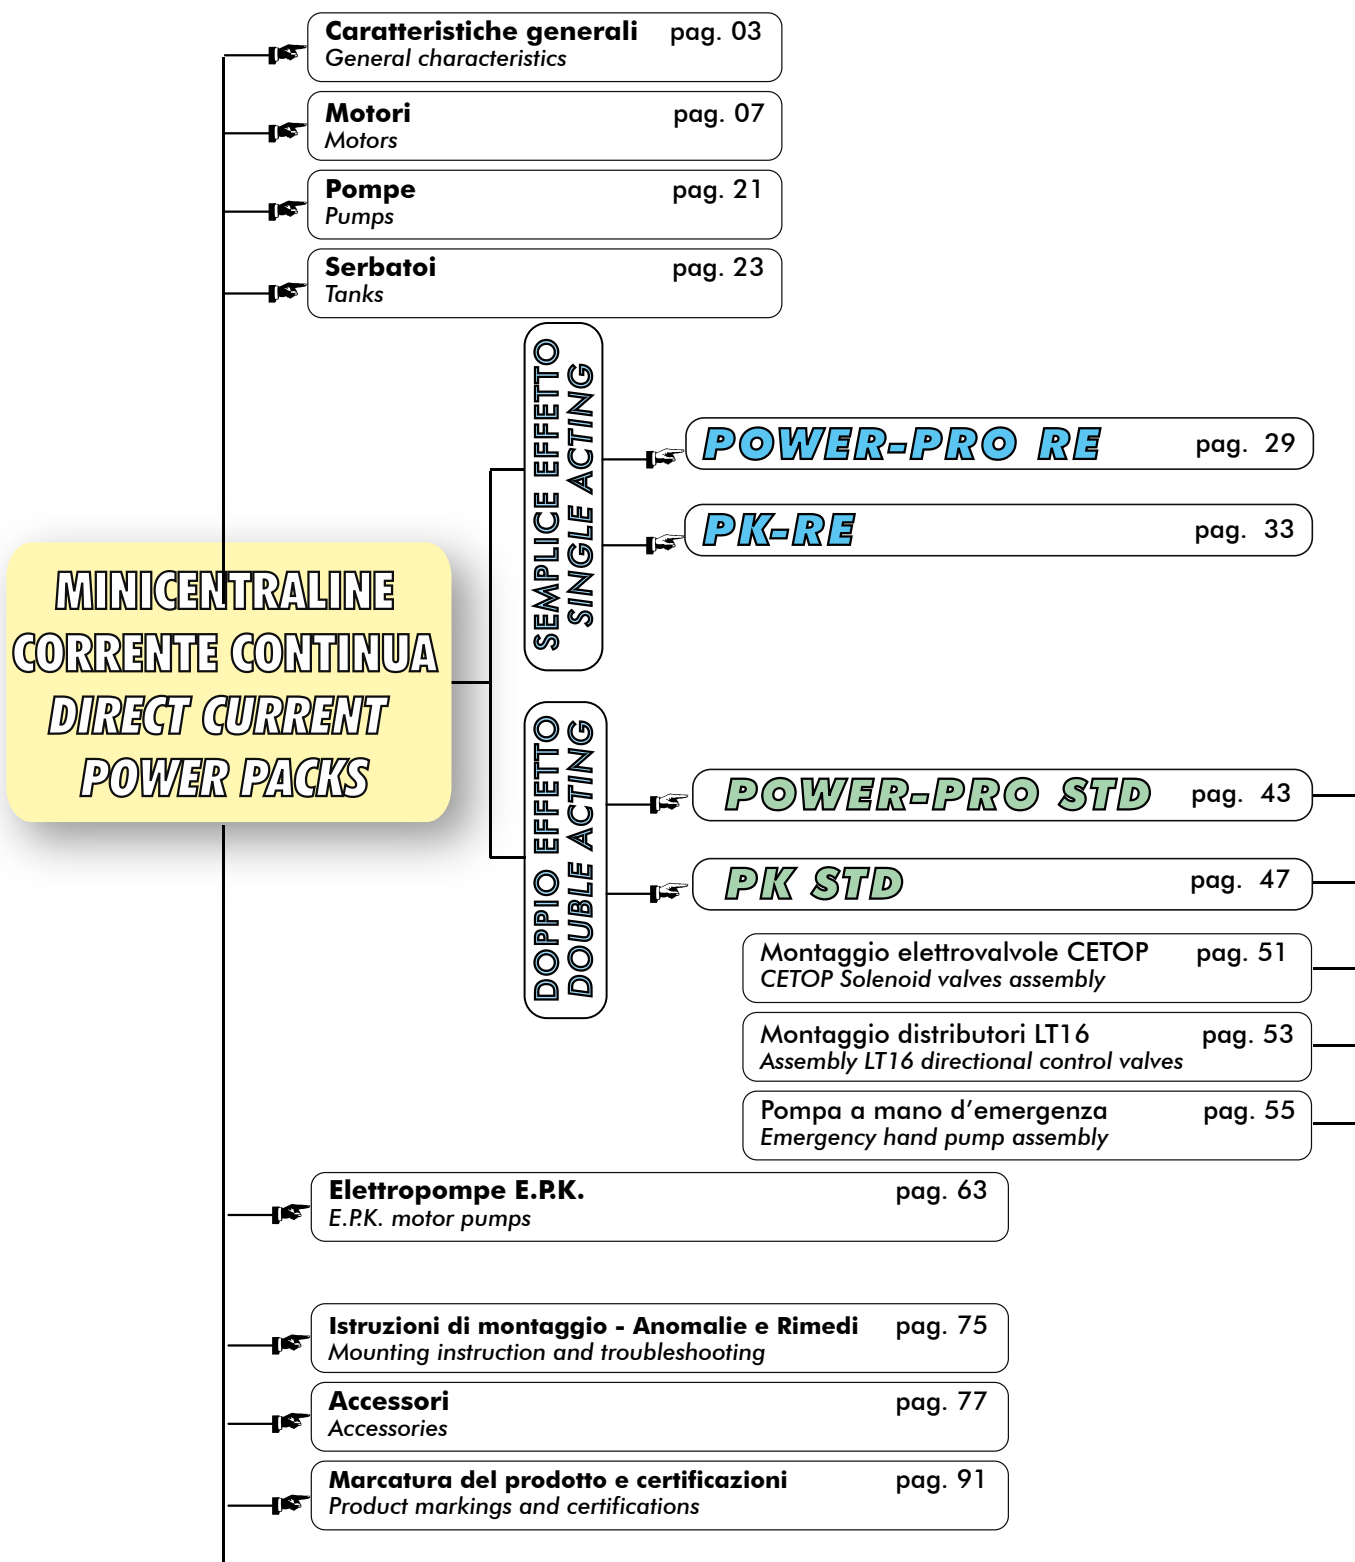 Caratteristiche generali pag. 03
General characteristics
Motori pag. 07
Motors
Pompe pag. 21
Pumps
Serbatoi pag. 23
Tanks
SEMPLICE EFFETTO
SINGLE ACTING
POWER-PRO RE pag. 29
PK-RE pag. 33
MINICENTRALINE
CORRENTE CONTINUA
DIRECT CURRENT
POWER PACKS
DOPPIO EFFETTO
DOUBLE ACTING
POWER-PRO STD pag. 43
PK STD pag. 47
Montaggio elettrovalvole CETOP pag. 51
CETOP Solenoid valves assembly
Montaggio distributori LT16 pag. 53
Assembly LT16 directional control valves
Pompa a mano d'emergenza pag. 55
Emergency hand pump assembly
Elettropompe E.P.K. pag. 63
E.P.K. motor pumps
Istruzioni di montaggio - Anomalie e Rimedi pag. 75
Mounting instruction and troubleshooting
Accessori pag. 77
Accessories
Marcatura del prodotto e certificazioni pag. 91
Product markings and certifications